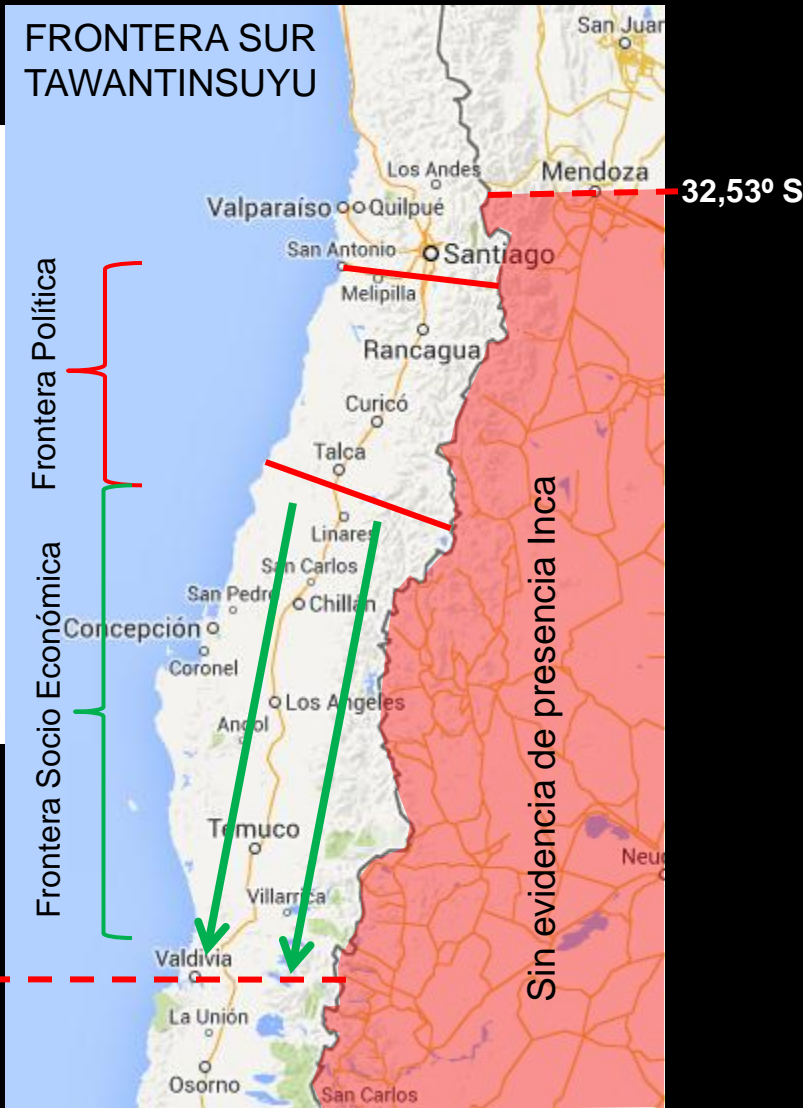 FRONTERA SUR
TAWANTINSUYU
San Juar
Los Andes
Mendoza
32,53º S
Valparaíso
Quilpué
San Antonio
Santiago
Melipilla
Rancagua
Frontera Política
Curicó
Talca
Linares
San Carlos
San Pedro
Chillán
Concepción
Coronel
Los Angeles
Angol
Frontera Socio Económica
Sin evidencia de presencia Inca
Temuco
Neu
Villarrica
Valdivia
La Unión
Osorno
San Carlos